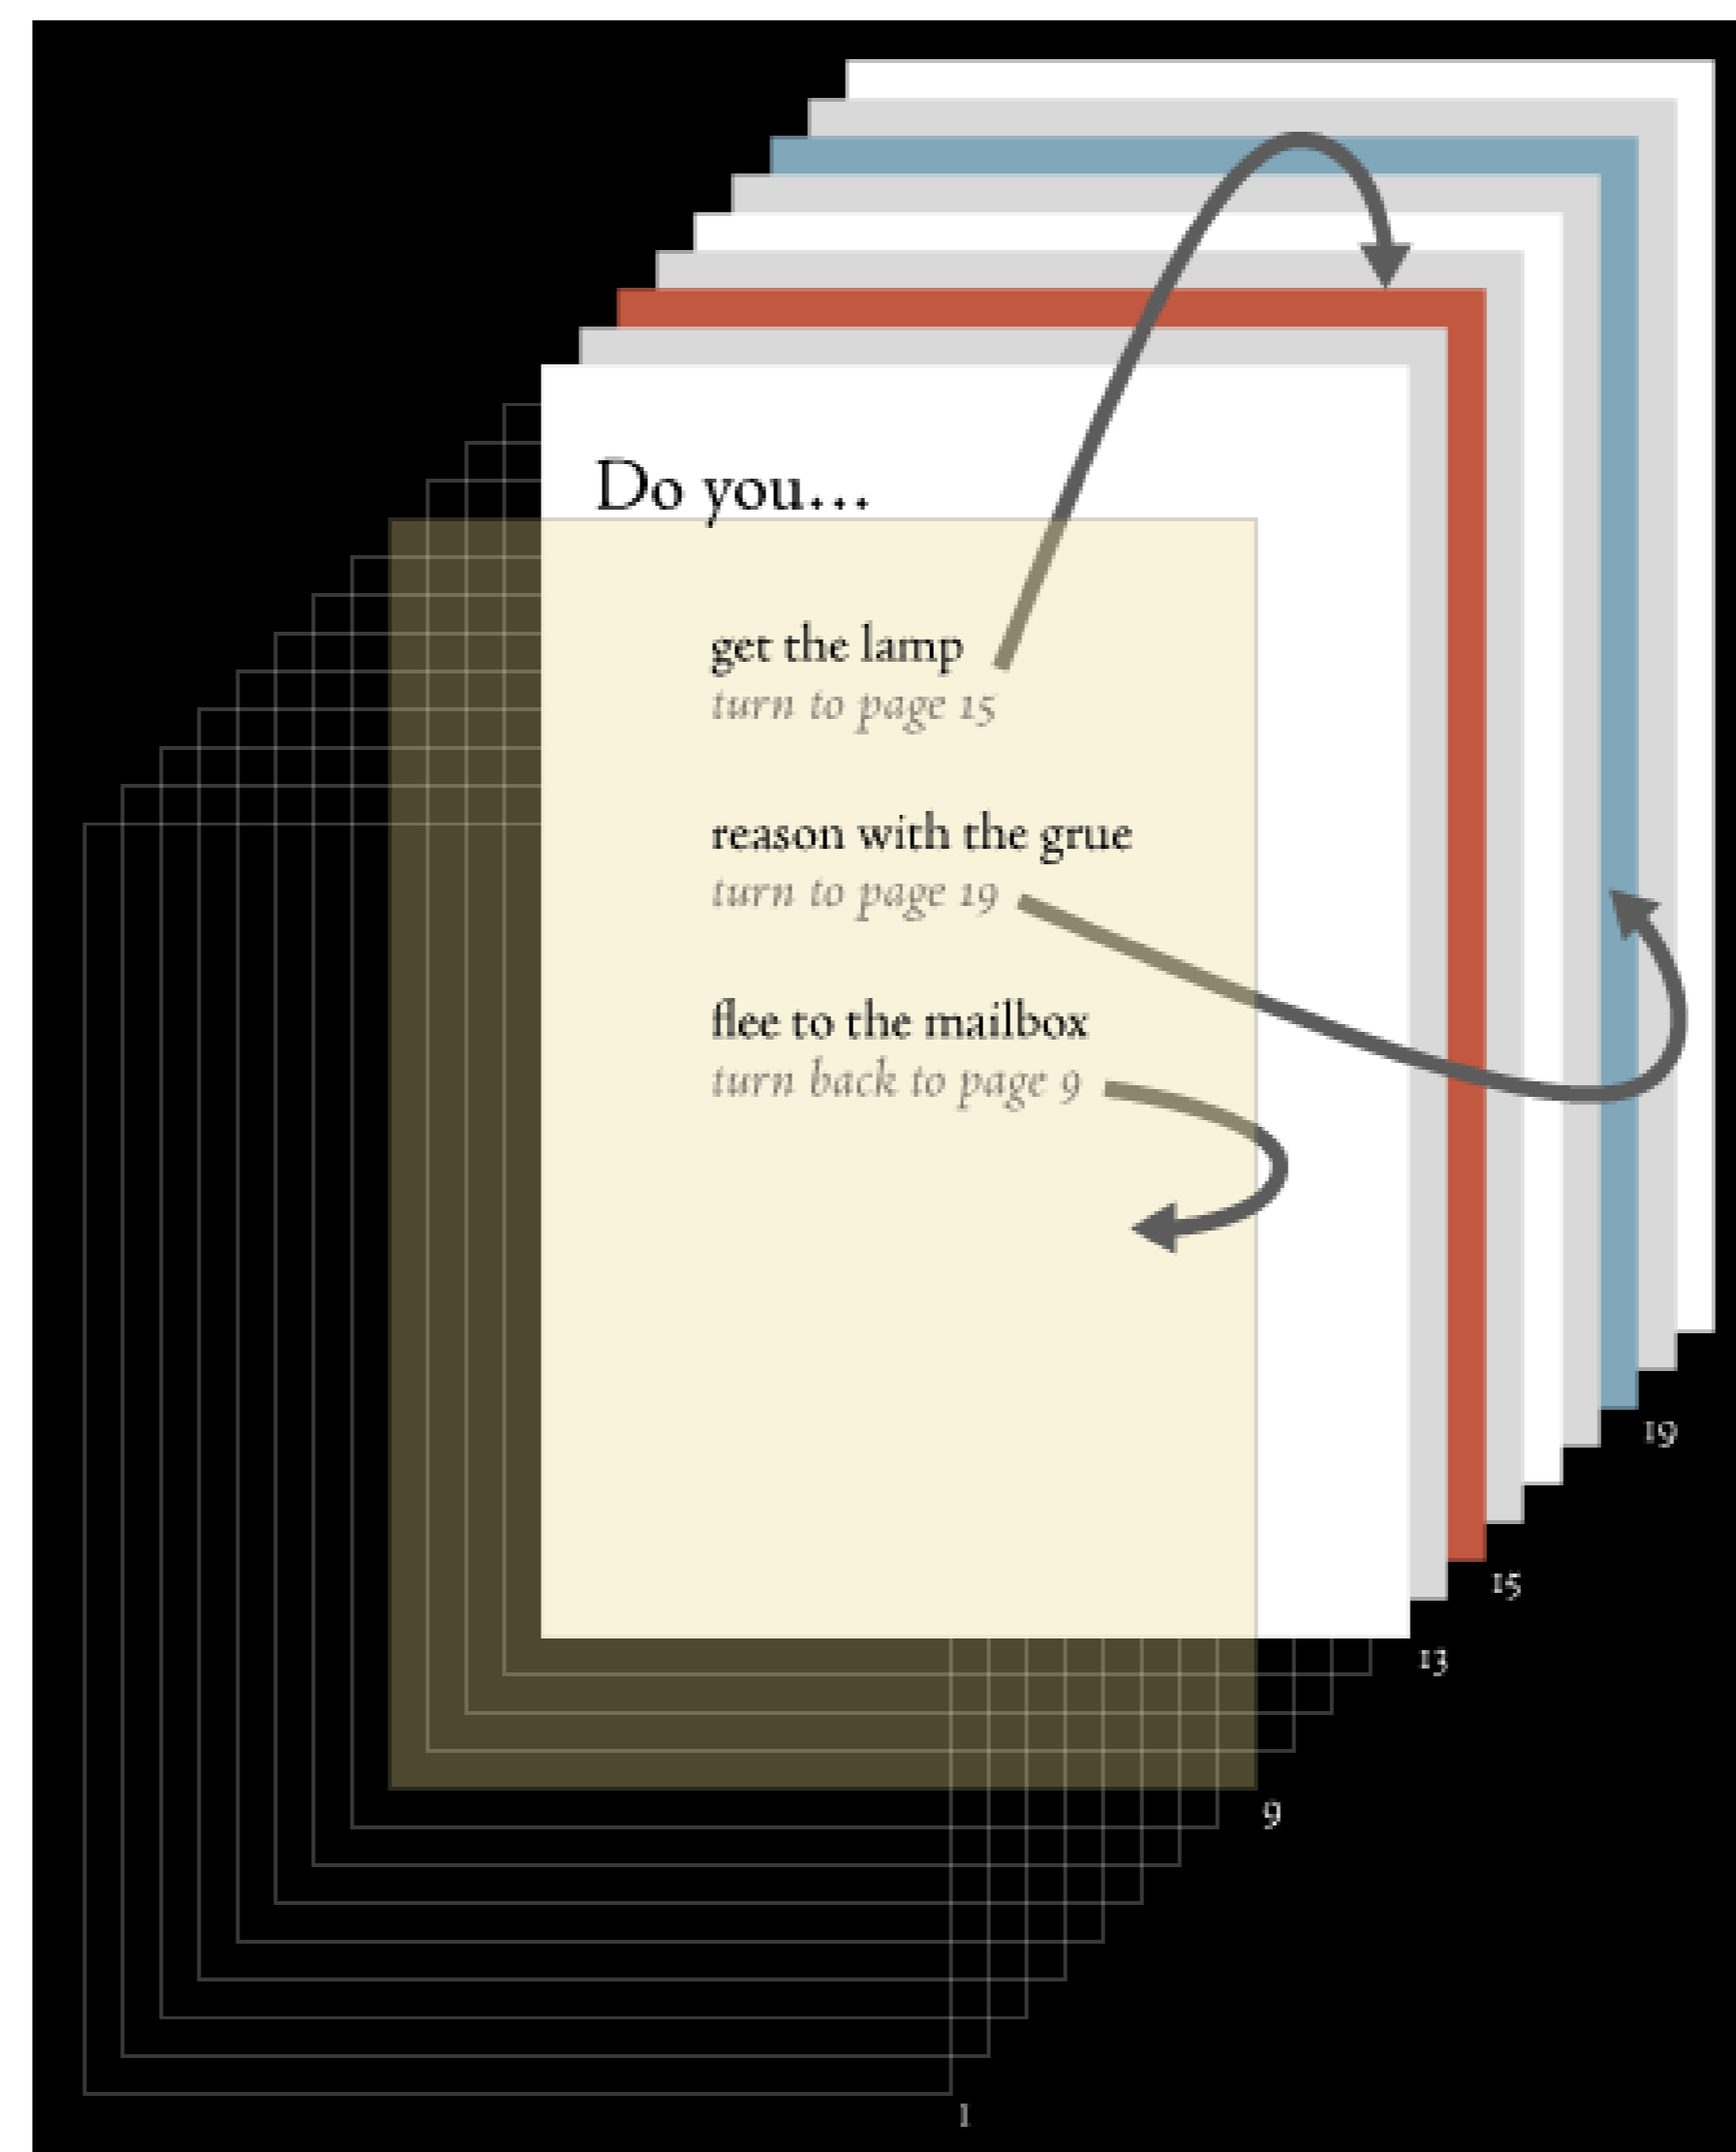 Do you...
get the lamp
turn to page 15
reason with the grue
turn to page 19
flee to the mailbox
turn back to page 9
19
15
13
9
1